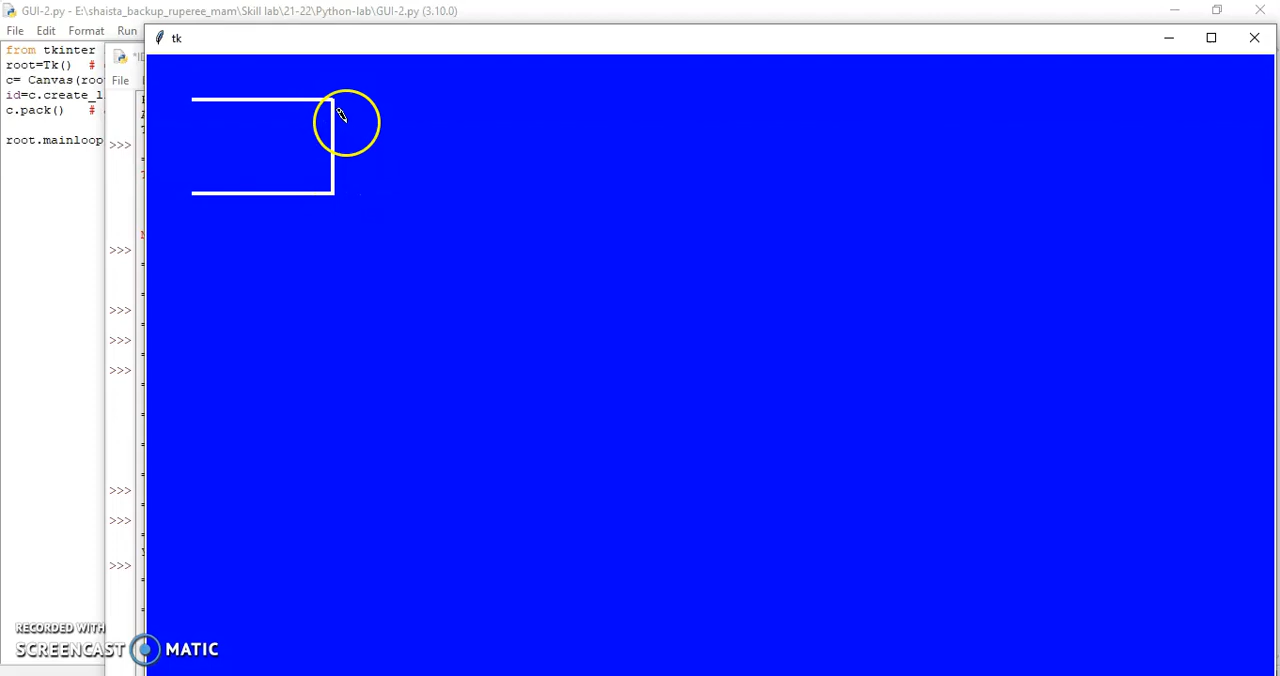 GUI-2.py - E:\shaista_backup_ruperee_mam\Skill lab\21-22\Python-lab\GUI-2.py (3.10.0)
File Edit Format Run
tk
from tkinter
root=Tk() #
c= Canvas(roo
id=c.create_l
c.pack() #
root.mainloop
File
>>>
>>>
>>>
>>>
>>>
>>>
>>>
>>>
RECORDED WITH
SCREENCAST MATIC